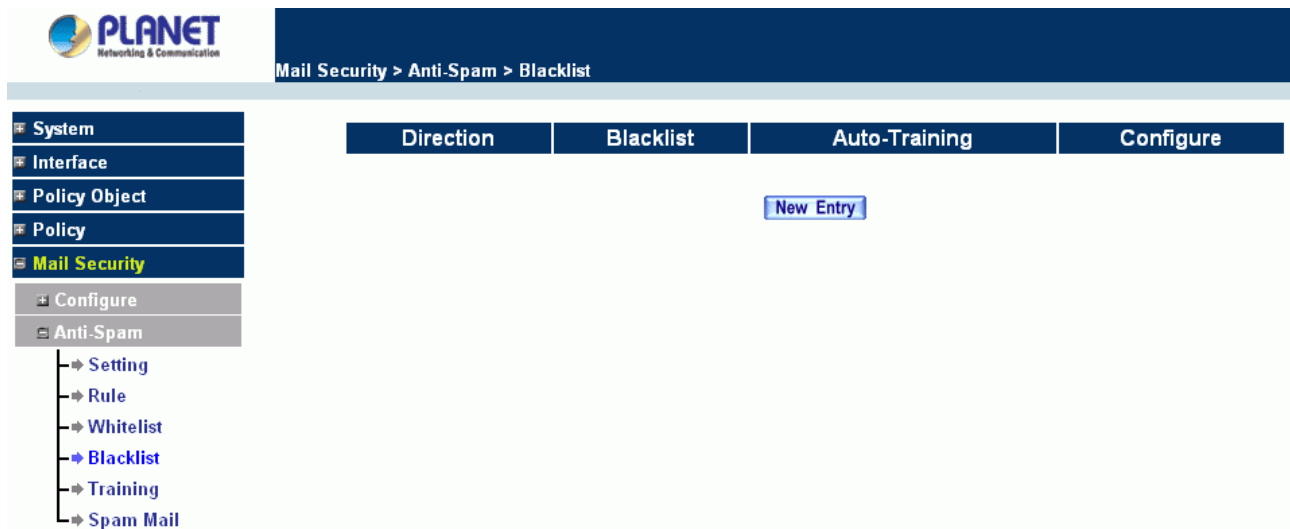 PLANET
Networking & Communication
Mail Security > Anti-Spam > Blacklist
System
Interface
Policy Object
Policy
Mail Security
Configure
Anti-Spam
Setting
Rule
Whitelist
Blacklist
Training
Spam Mail
Direction Blacklist Auto-Training Configure
New Entry